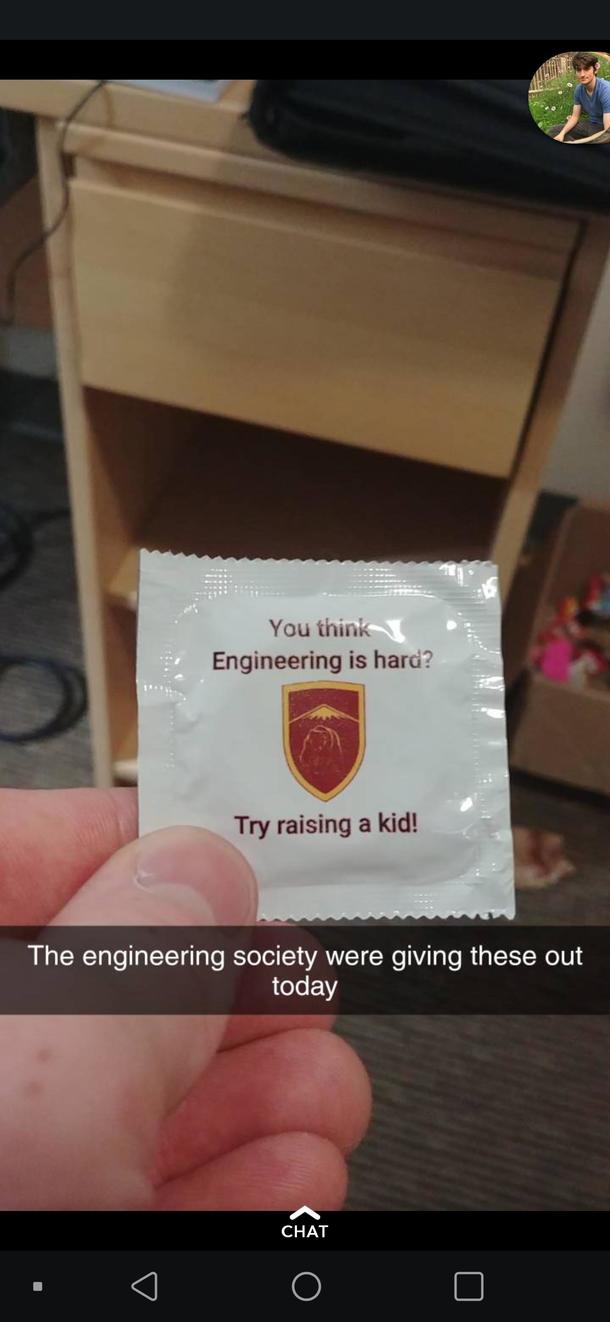 You think
Engineering is hard?
Try raising a kid!
The engineering society were giving these out
today
CHAT